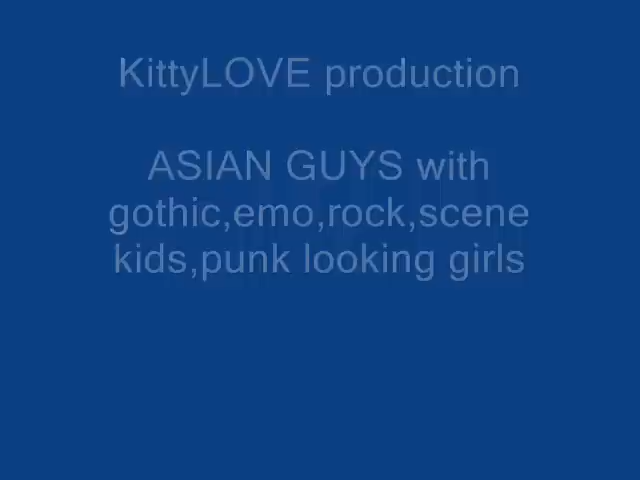 KittyLOVE production
ASIAN GUYS with
gothic,emo,rock,scene
kids,punk looking girls